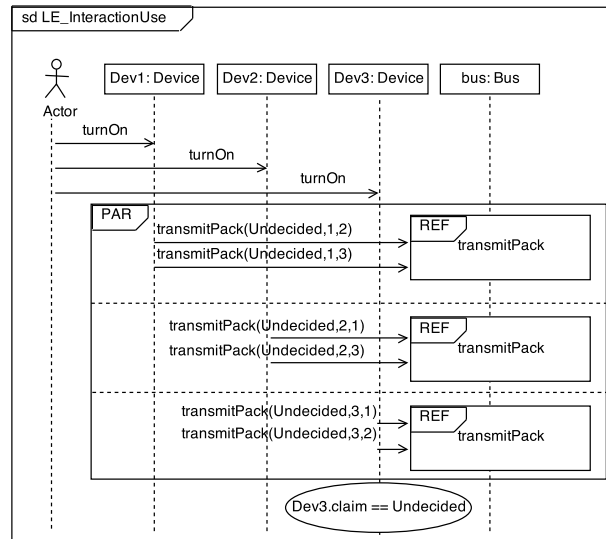 sd LE_InteractionUse
Dev1: Device
Dev2: Device
Dev3: Device
bus: Bus
Actor
turnOn
turnOn
turnOn
PAR
REF
transmitPack(Undecided,1,2)
transmitPack
transmitPack(Undecided,1,3)
REF
transmitPack(Undecided,2,1)
transmitPack
transmitPack(Undecided,2,3)
REF
transmitPack(Undecided,3,1)
transmitPack
transmitPack(Undecided,3,2)
Dev3.claim == Undecided